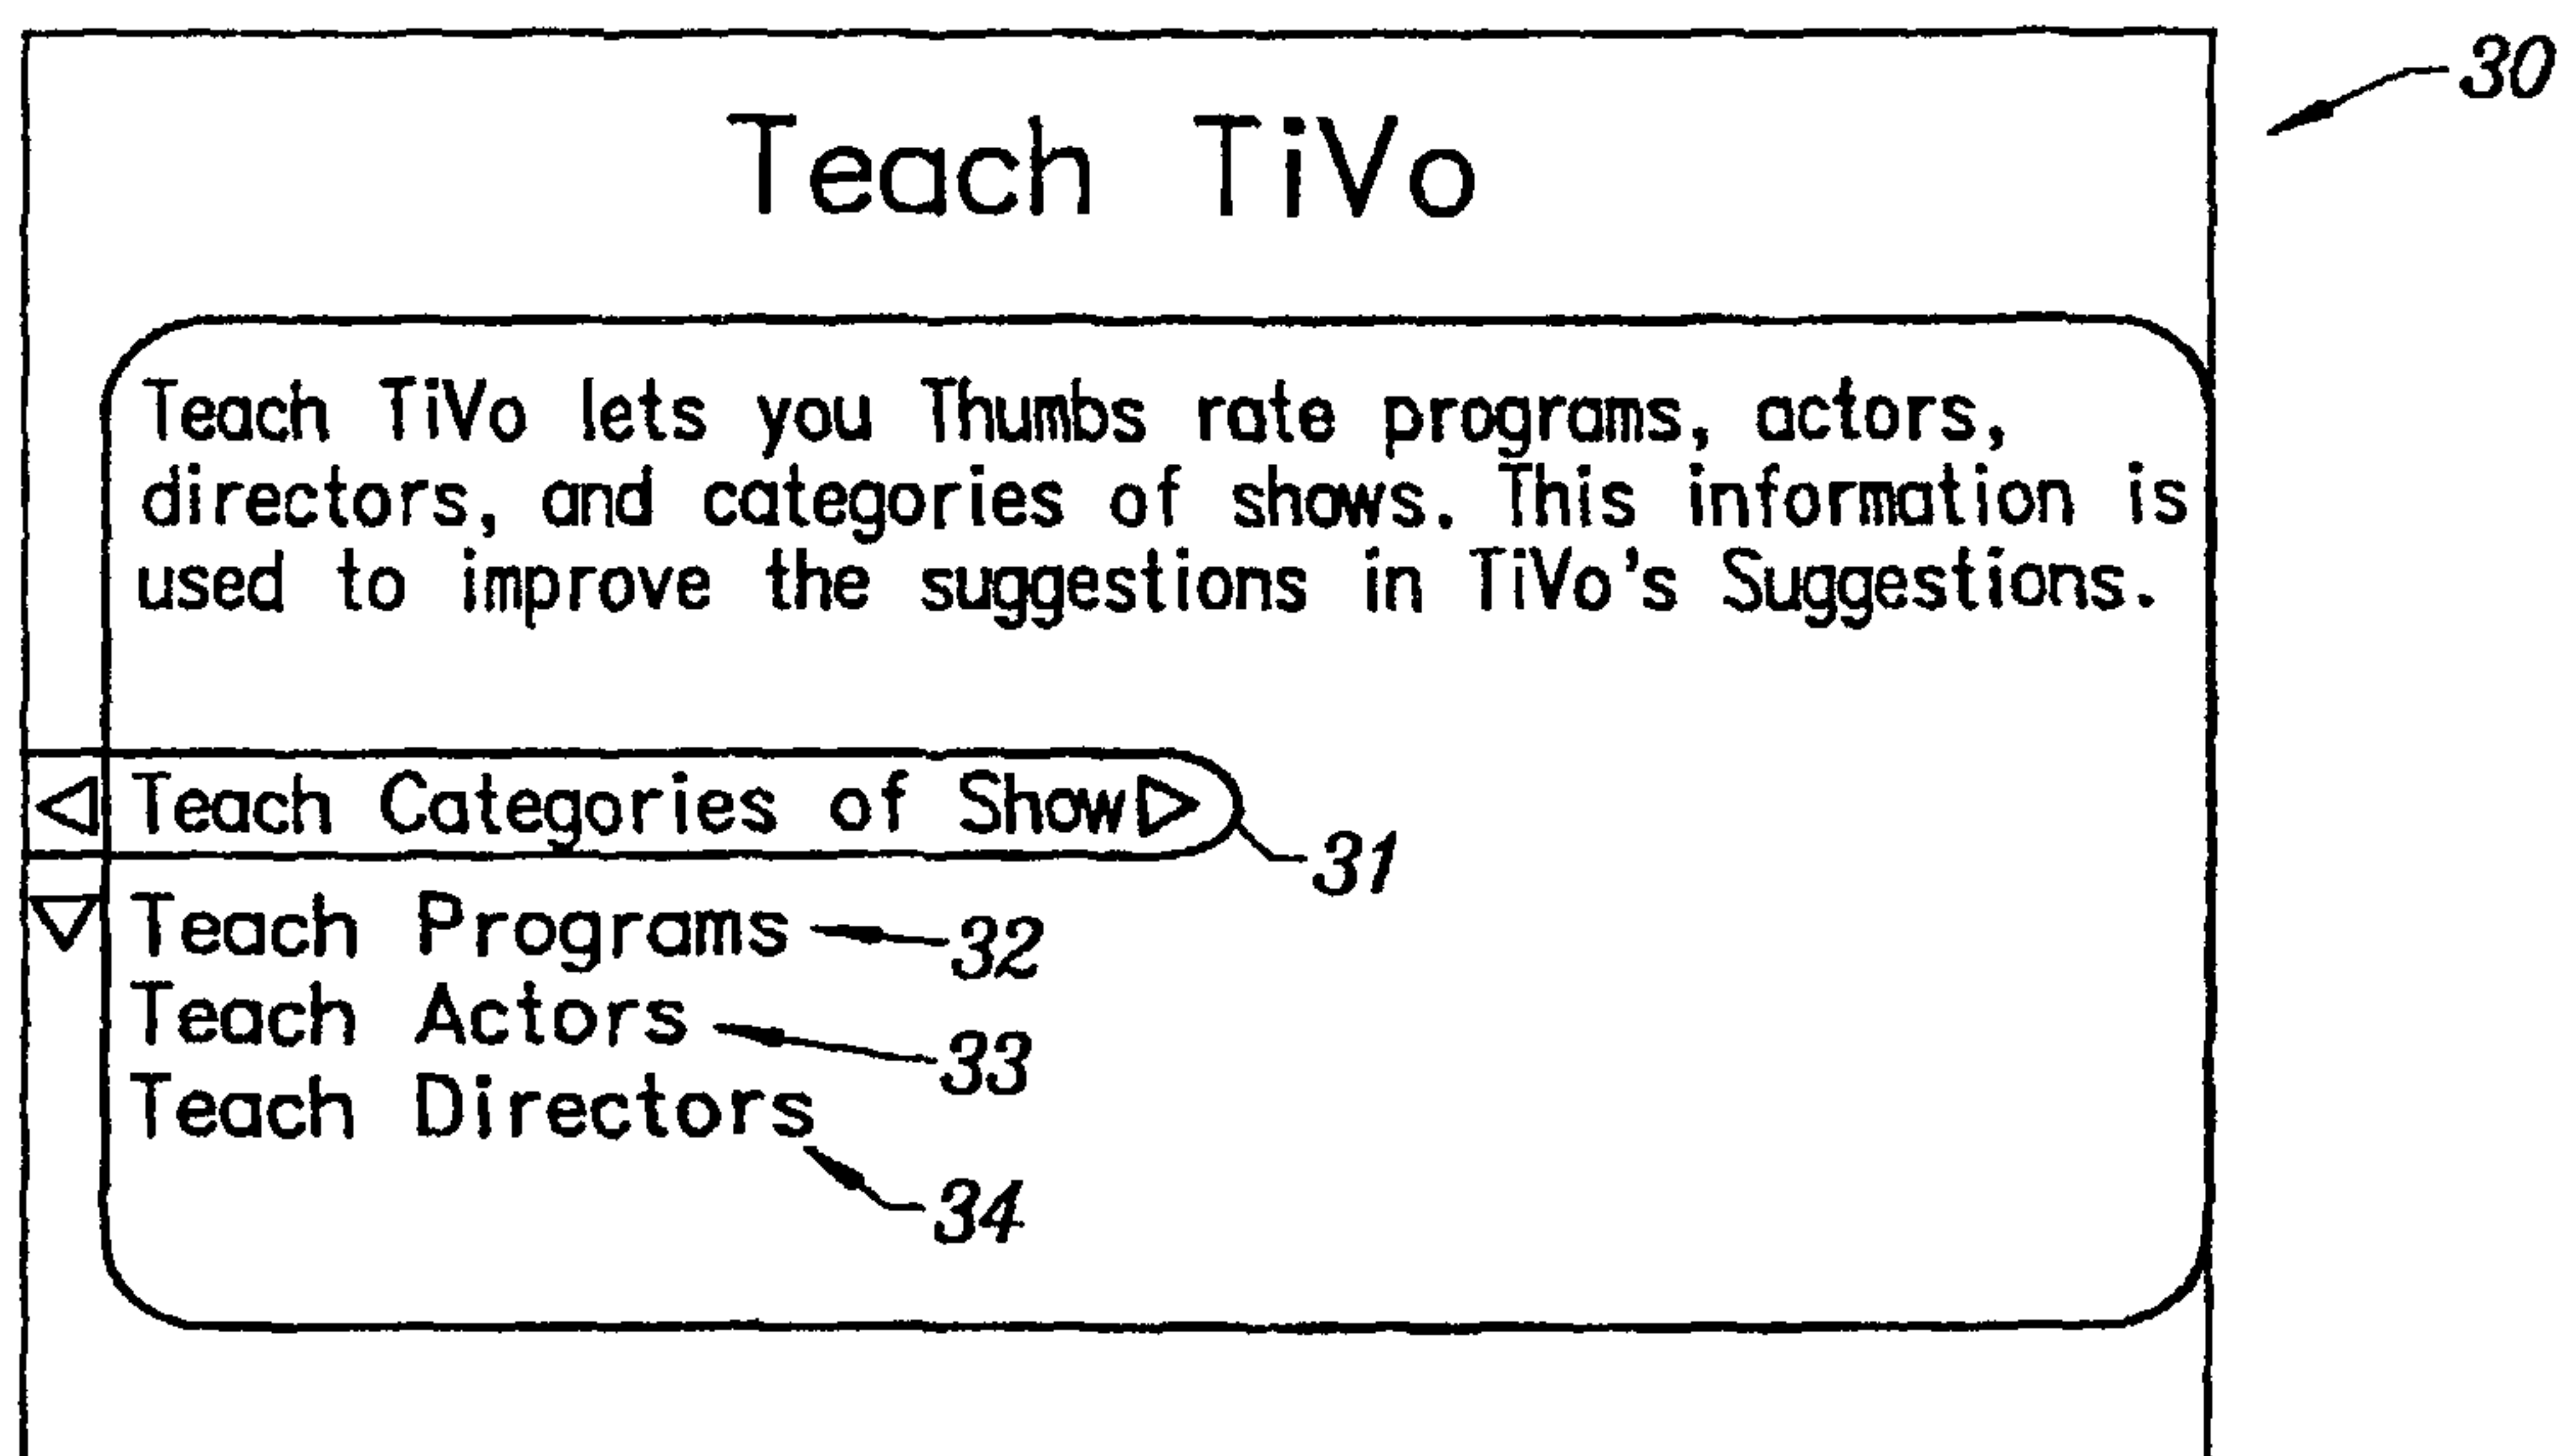 30
Teach TiVo
Teach TiVo lets you Thumbs rate programs, actors,
directors, and categories of shows. This information is
used to improve the suggestions in TiVo's Suggestions.
Teach Categories of Show
31
Teach Programs 32
Teach Actors 33
Teach Directors
34